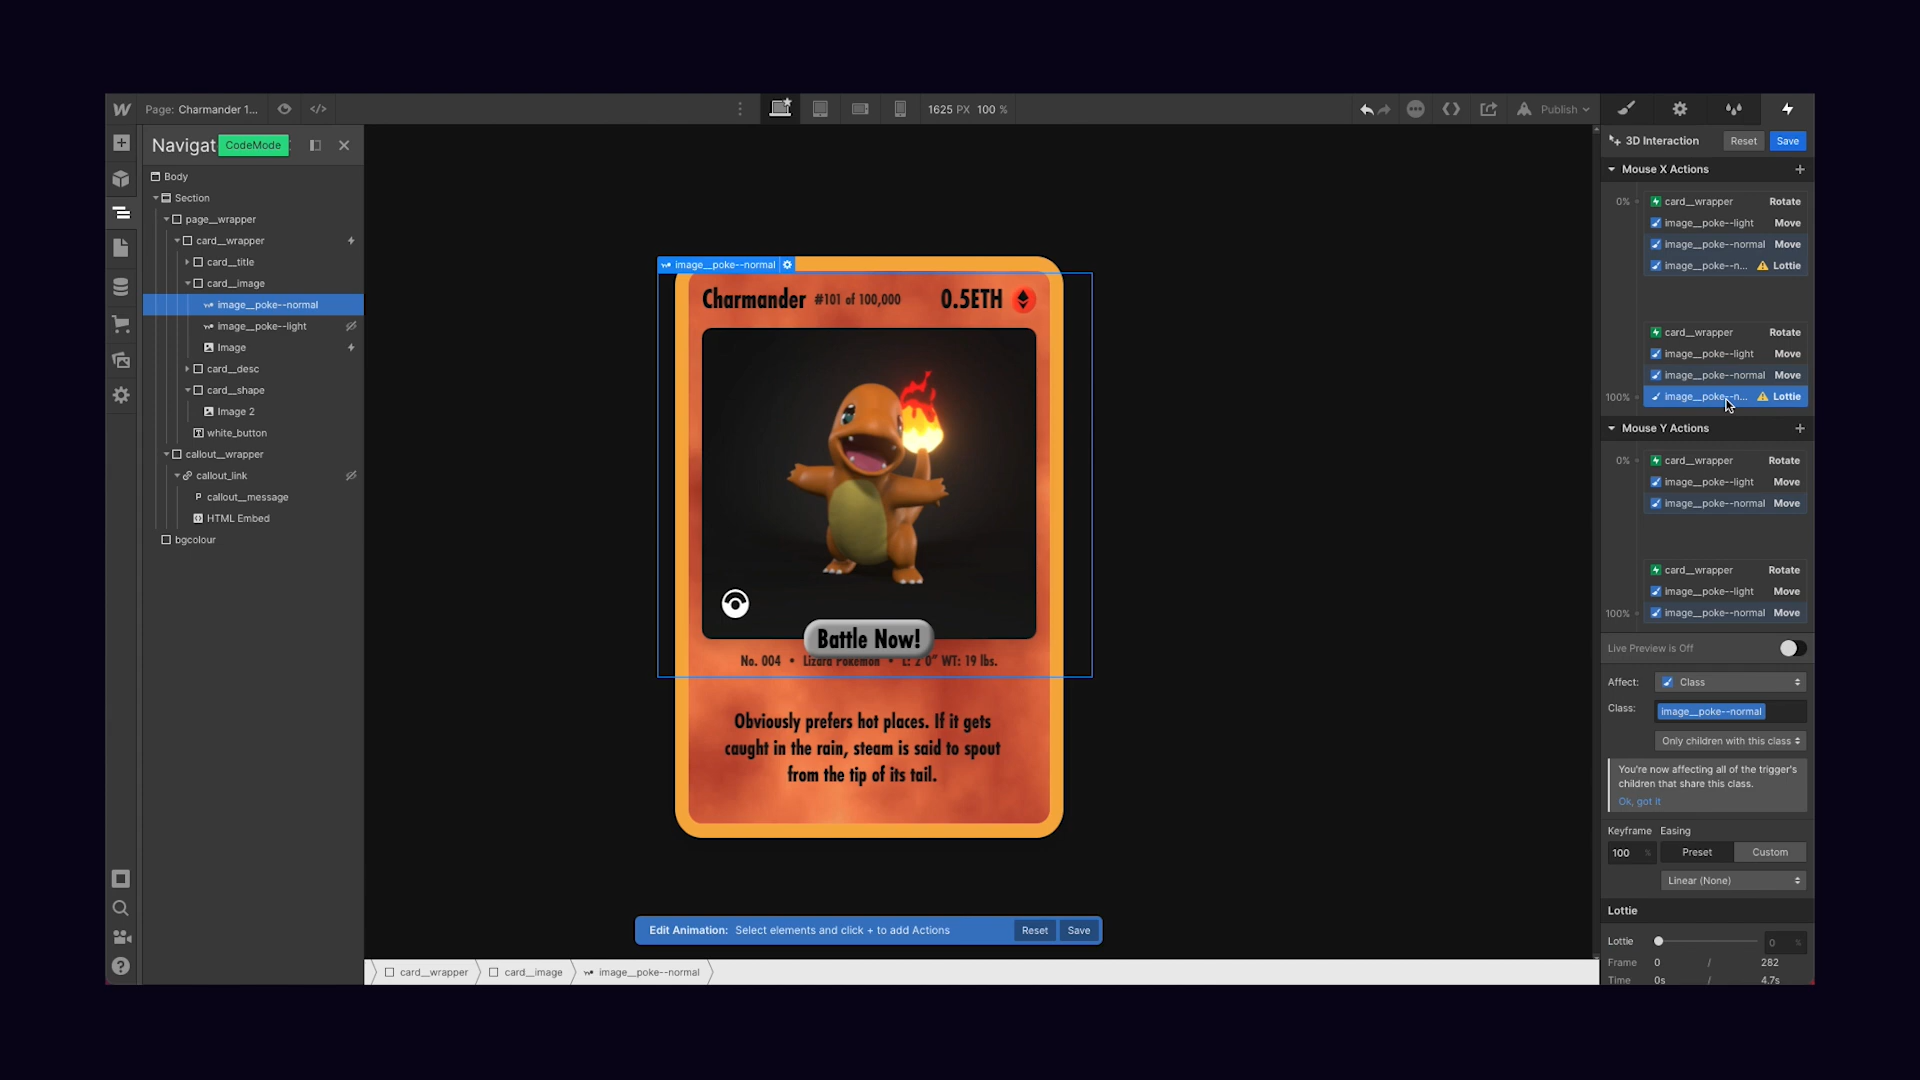 Page: Charmander 1...
1625 PX 100 %
Publish
Navigat
CodeMode
Body
Section
page__wrapper
card__wrapper
card__title
card__image
image__poke--normal
image__poke--light
Image
card__desc
card__shape
Image 2
white_button
callout__wrapper
callout_link
callout__message
HTML Embed
bgcolour
image__poke--normal
Charmander #101 of 100,000 0.5ETH
Battle Now!
No. 004 • Lizard Pokemon • L: 2'0" WT: 19 lbs.
Obviously prefers hot places. If it gets
caught in the rain, steam is said to spout
from the tip of its tail.
Edit Animation: Select elements and click + to add Actions Reset Save
card__wrapper card__image image__poke--normal
3D Interaction Reset Save
Mouse X Actions
0% card__wrapper Rotate
image__poke--light Move
image__poke--normal Move
image__poke--n... Lottie
card__wrapper Rotate
image__poke--light Move
image__poke--normal Move
100% image__poke--n... Lottie
Mouse Y Actions
0% card__wrapper Rotate
image__poke--light Move
image__poke--normal Move
card__wrapper Rotate
image__poke--light Move
100% image__poke--normal Move
Live Preview is Off
Affect: Class
Class: image__poke--normal
Only children with this class
You're now affecting all of the trigger's
children that share this class.
Ok, got it
Keyframe Easing
100 % Preset Custom
Linear (None)
Lottie
Lottie 0 %
Frame 0 / 282
Time 0s / 4.7s